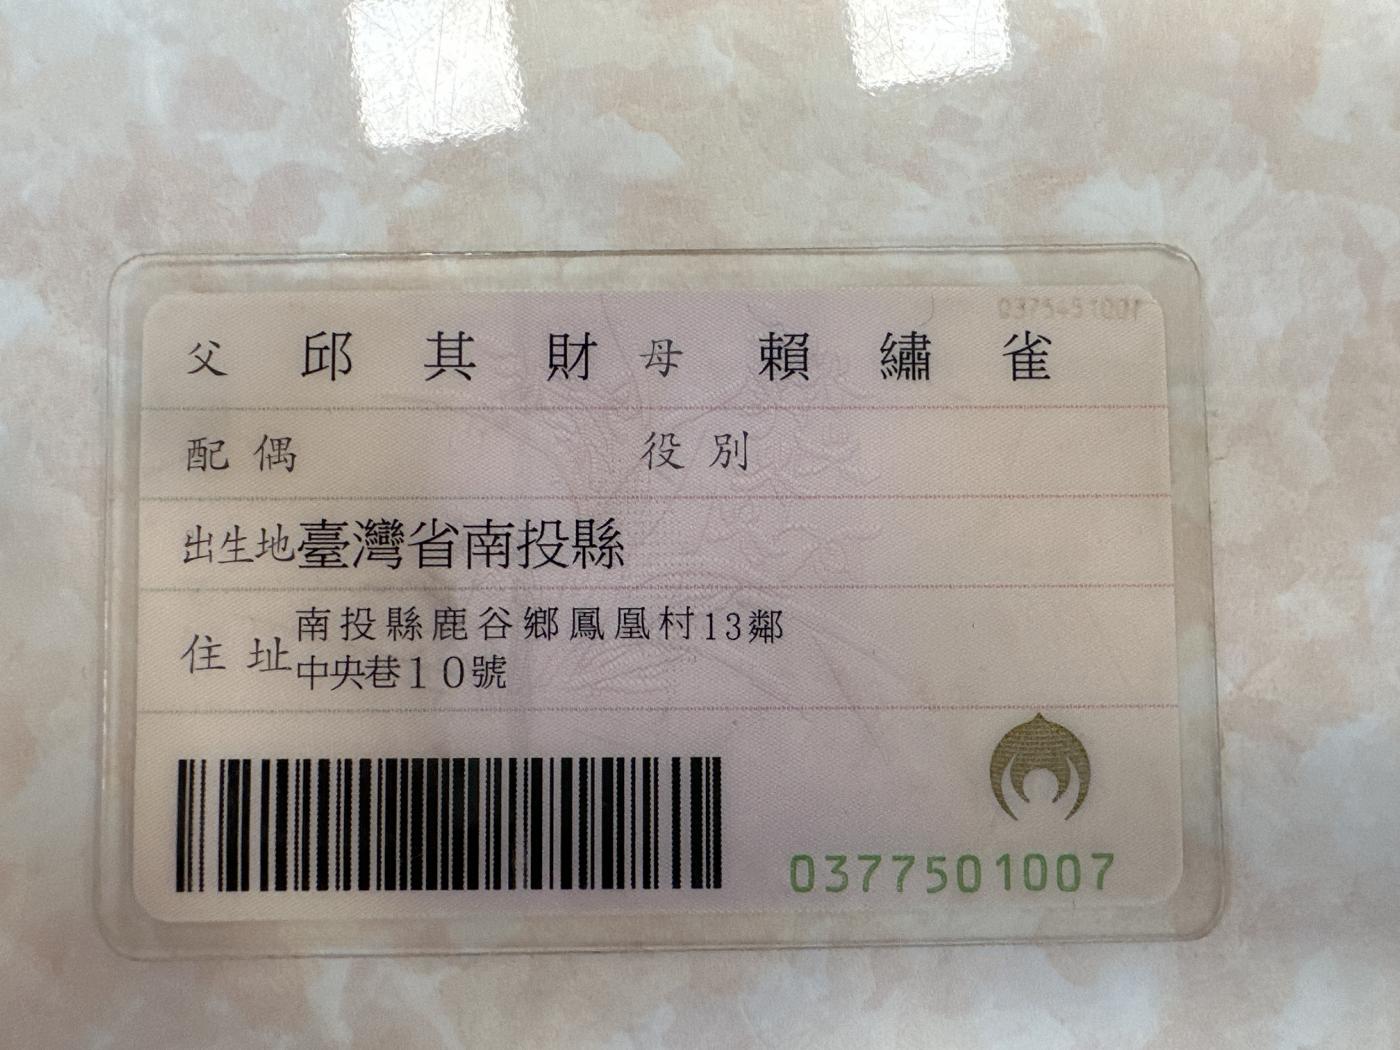 父 邱其財 母 賴繡雀
配偶 役別
出生地 臺灣省南投縣
住址 南投縣鹿谷鄉鳳凰村13鄰
中央巷10號
0377501007